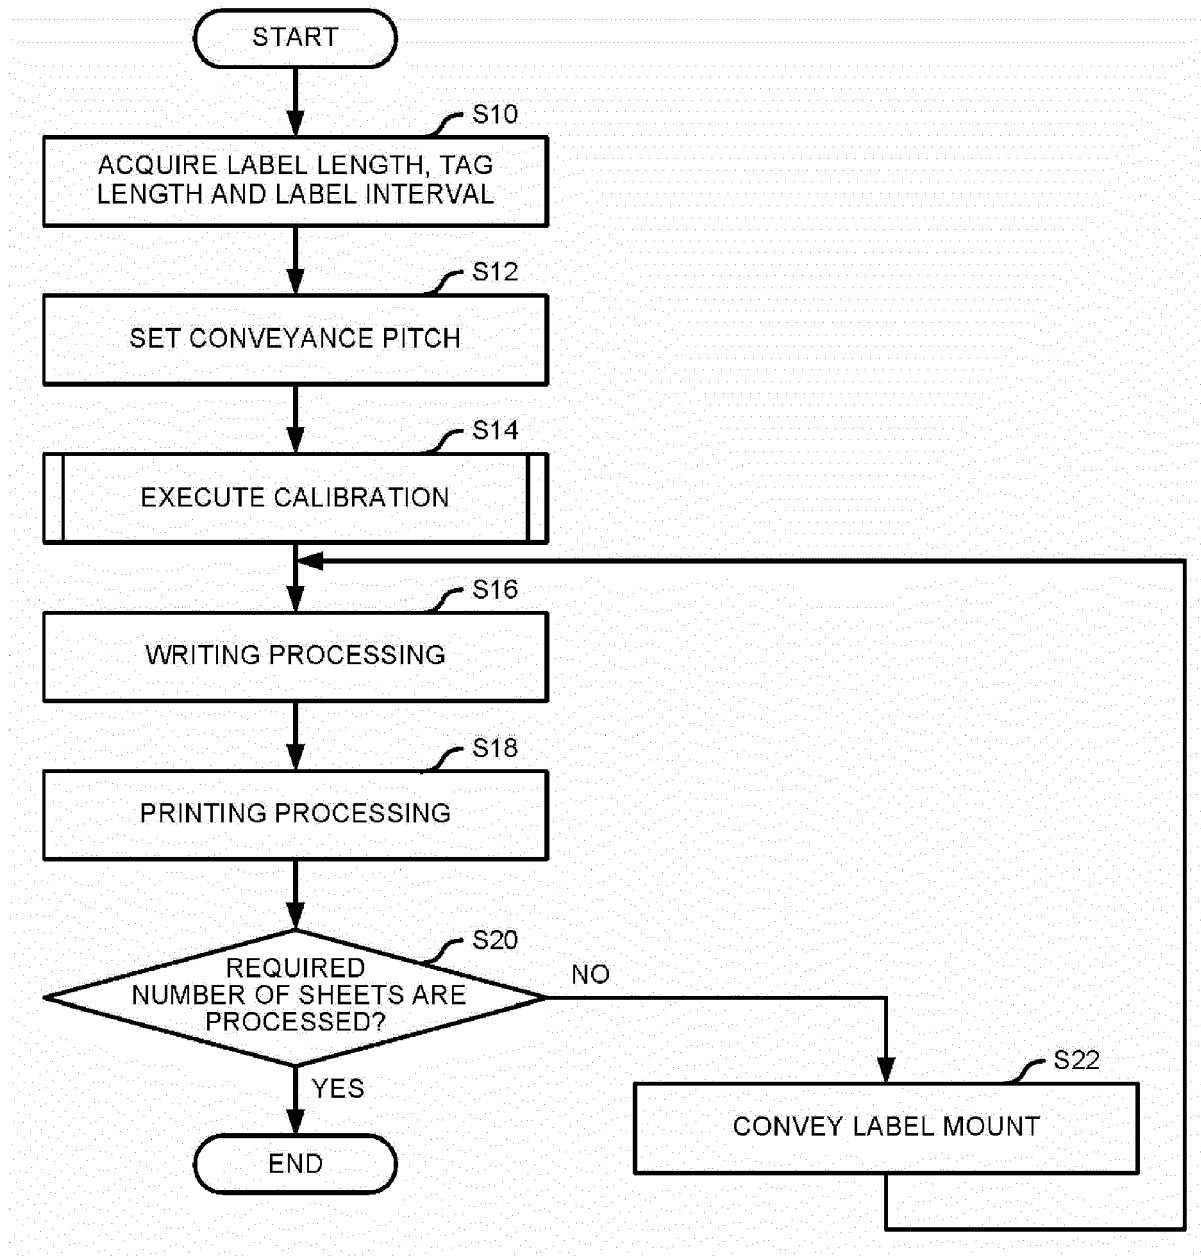 START
S10
ACQUIRE LABEL LENGTH, TAG
LENGTH AND LABEL INTERVAL
S12
SET CONVEYANCE PITCH
S14
EXECUTE CALIBRATION
S16
WRITING PROCESSING
S18
PRINTING PROCESSING
S20
REQUIRED
NUMBER OF SHEETS ARE
PROCESSED?
NO
YES
S22
CONVEY LABEL MOUNT
END